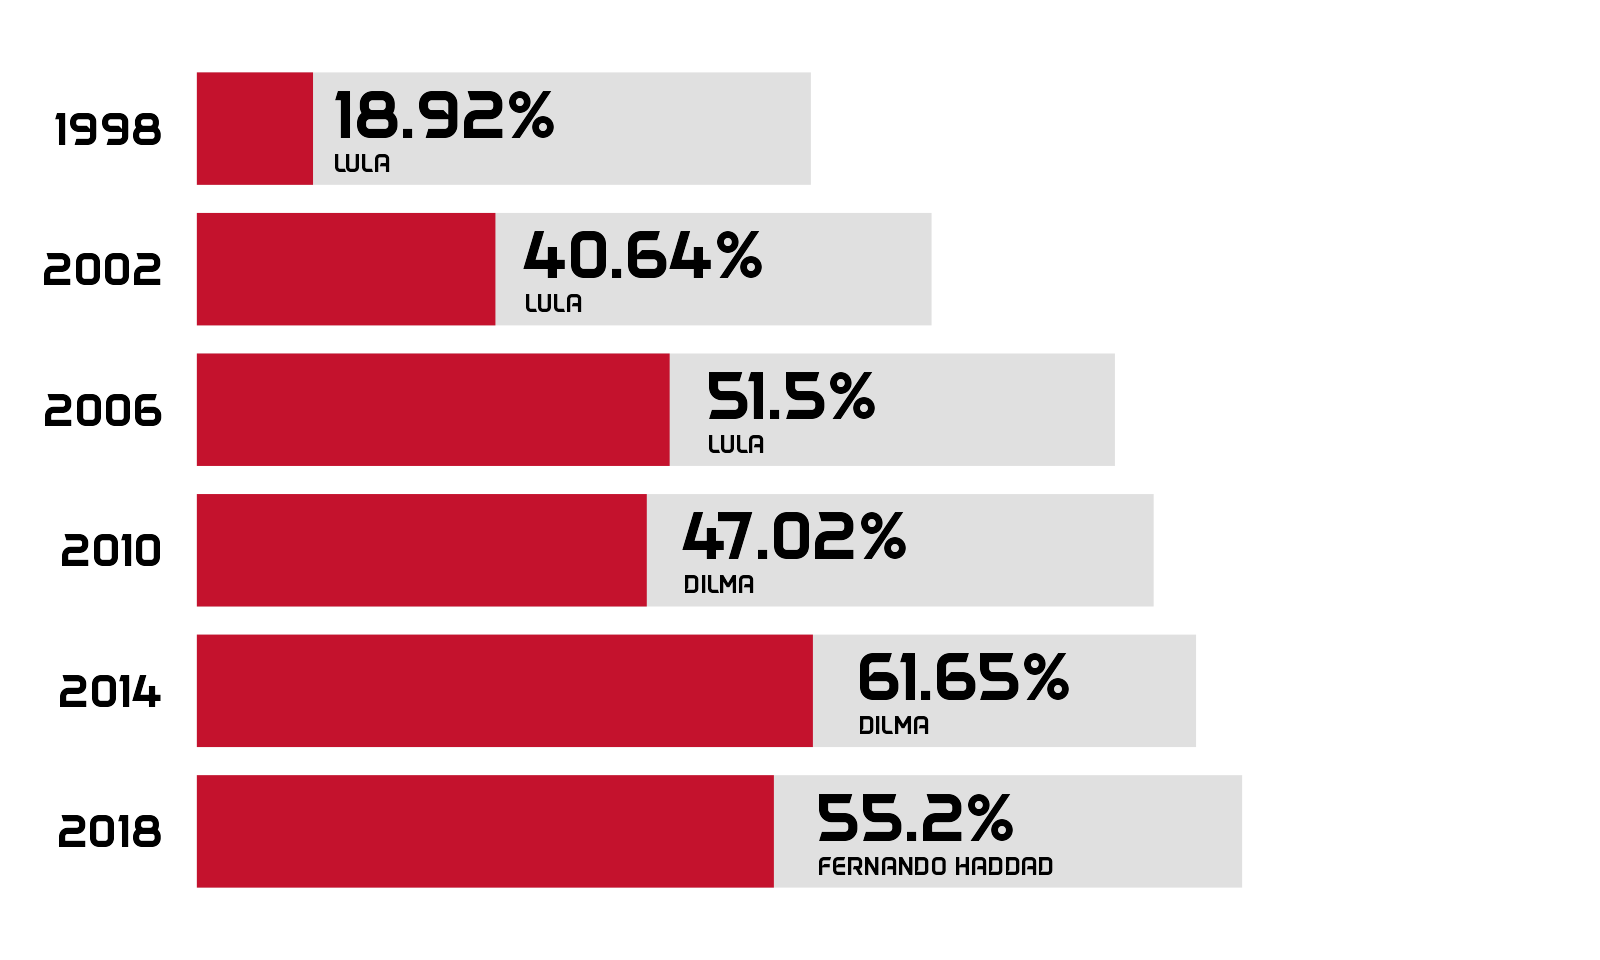 1998
18.92%
LULA
2002
40.64%
LULA
2006
51.5%
LULA
2010
47.02%
DILMA
2014
61.65%
DILMA
2018
55.2%
FERNANDO HADDAD